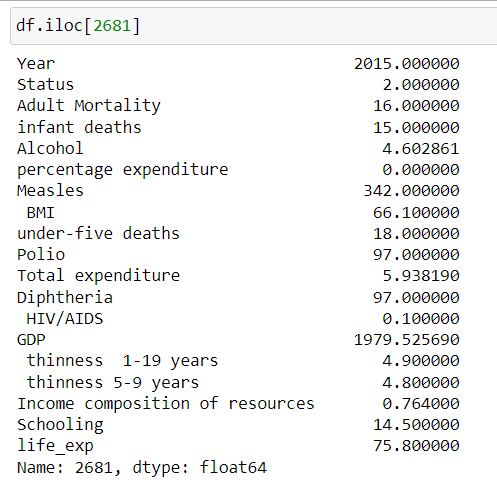 df.iloc[2681]
Year 2015.000000
Status 2.000000
Adult Mortality 16.000000
infant deaths 15.000000
Alcohol 4.602861
percentage expenditure 0.000000
Measles 342.000000
 BMI 66.100000
under-five deaths 18.000000
Polio 97.000000
Total expenditure 5.938190
Diphtheria 97.000000
 HIV/AIDS 0.100000
GDP 1979.525690
 thinness  1-19 years 4.900000
 thinness 5-9 years 4.800000
Income composition of resources 0.764000
Schooling 14.500000
life_exp 75.800000
Name: 2681, dtype: float64